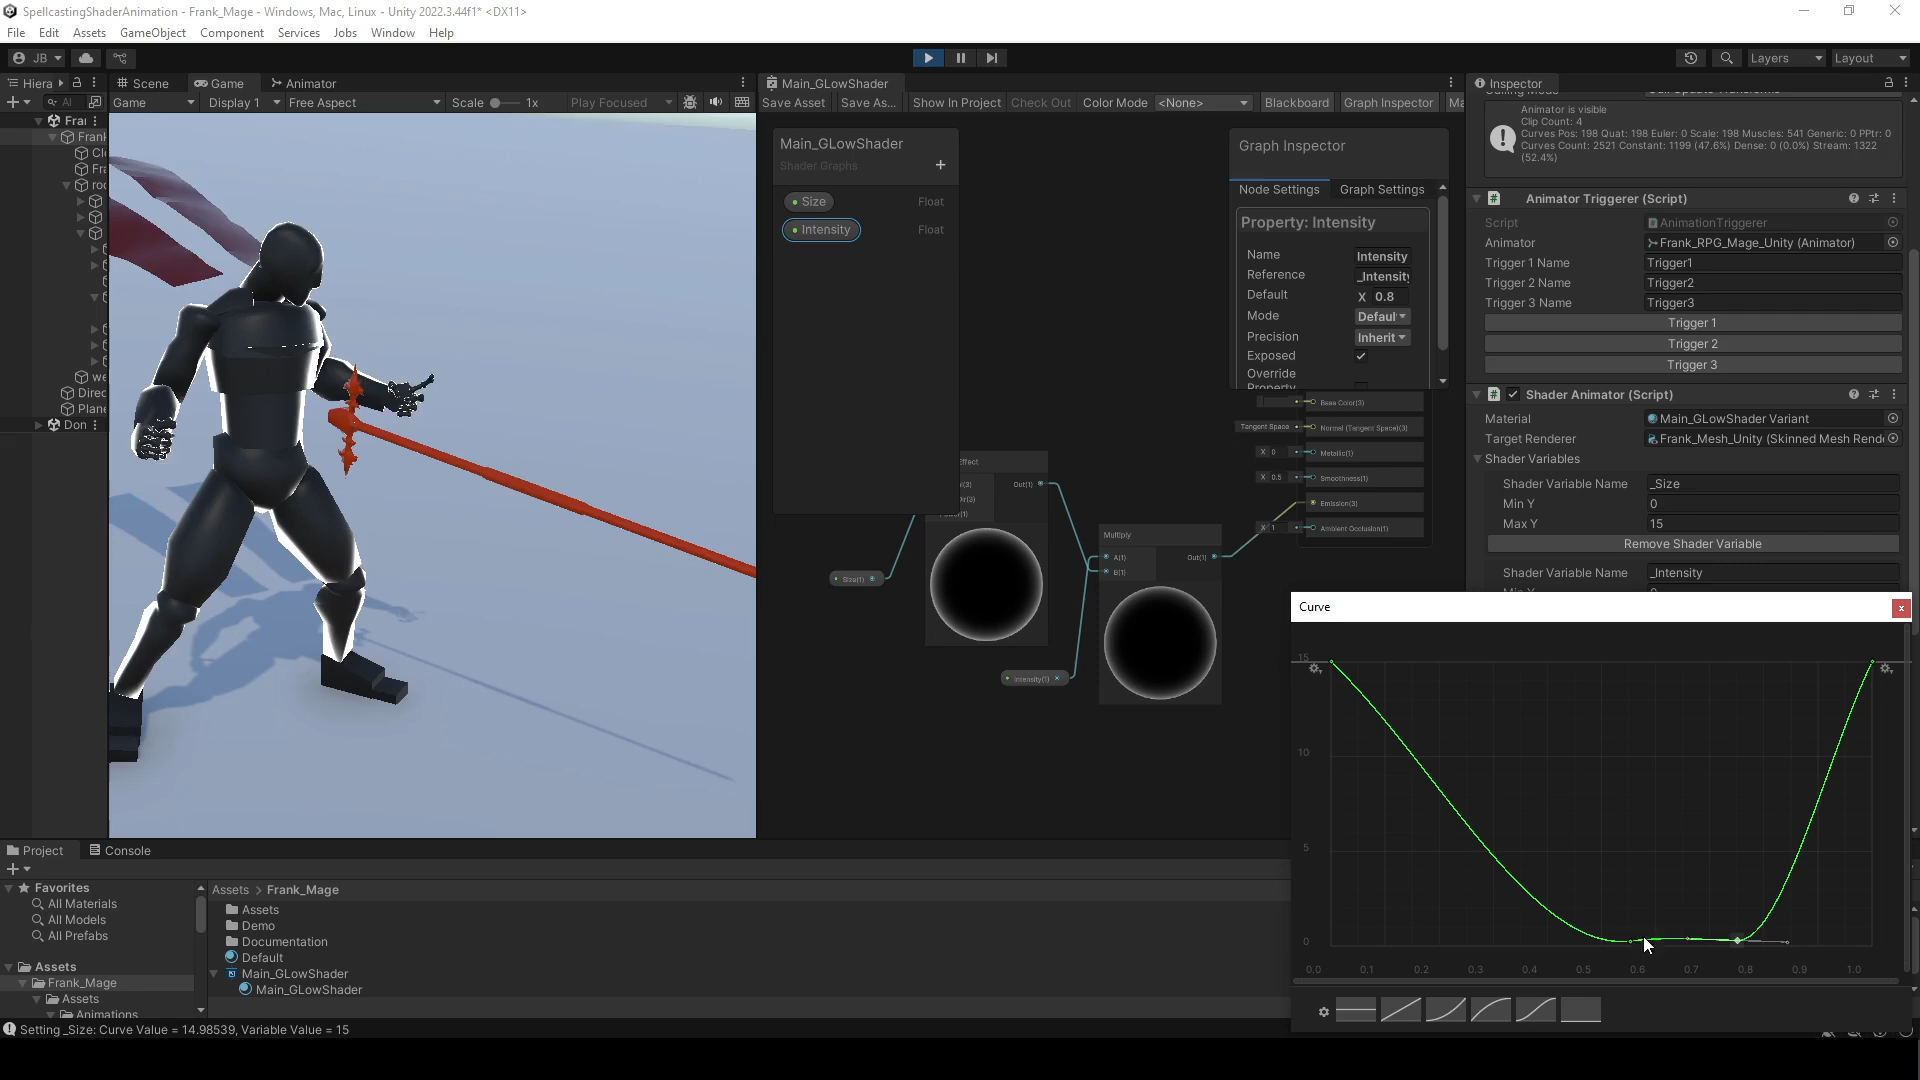 SpellcastingShaderAnimation - Frank_Mage - Windows, Mac, Linux - Unity 2022.3.44f1* <DX11>
File Edit Assets GameObject Component Services Jobs Window Help
JB Layers Layout
Hiera Scene Game Animator
Game Display 1 Free Aspect Scale 1x Play Focused
Fra
Frank
Cl
Fra
roo
we
Direc
Plane
Don
Main_GLowShader
Save Asset Save As... Show In Project Check Out Color Mode <None> Blackboard Graph Inspector Ma
Main_GLowShader
Shader Graphs
Size Float
Intensity Float
Graph Inspector
Node Settings Graph Settings
Property: Intensity
Name Intensity
Reference _Intensity
Default X 0.8
Mode Defaul
Precision Inherit
Exposed
Override
Property
Base Color(3)
Tangent Space Normal (Tangent Space)(3)
X 0 Metallic(1)
X 0.5 Smoothness(1)
Emission(3)
X 1 Ambient Occlusion(1)
Out(1)
Size(1)
Multiply
A(1) Out(1)
B(1)
Intensity(1)
Inspector
Animator is visible
Clip Count: 4
Curves Pos: 198 Quat: 198 Euler: 0 Scale: 198 Muscles: 541 Generic: 0 PPtr: 0
Curves Count: 2521 Constant: 1199 (47.6%) Dense: 0 (0.0%) Stream: 1322
(52.4%)
Animator Triggerer (Script)
Script AnimationTriggerer
Animator Frank_RPG_Mage_Unity (Animator)
Trigger 1 Name Trigger1
Trigger 2 Name Trigger2
Trigger 3 Name Trigger3
Trigger 1
Trigger 2
Trigger 3
Shader Animator (Script)
Material Main_GLowShader Variant
Target Renderer Frank_Mesh_Unity (Skinned Mesh Rende
Shader Variables
Shader Variable Name _Size
Min Y 0
Max Y 15
Remove Shader Variable
Shader Variable Name _Intensity
Curve x
15
10
5
0
0.0 0.1 0.2 0.3 0.4 0.5 0.6 0.7 0.8 0.9 1.0
Project Console
Favorites
All Materials
All Models
All Prefabs
Assets
Frank_Mage
Assets
Animations
Assets > Frank_Mage
Assets
Demo
Documentation
Default
Main_GLowShader
Main_GLowShader
Setting _Size: Curve Value = 14.98539, Variable Value = 15